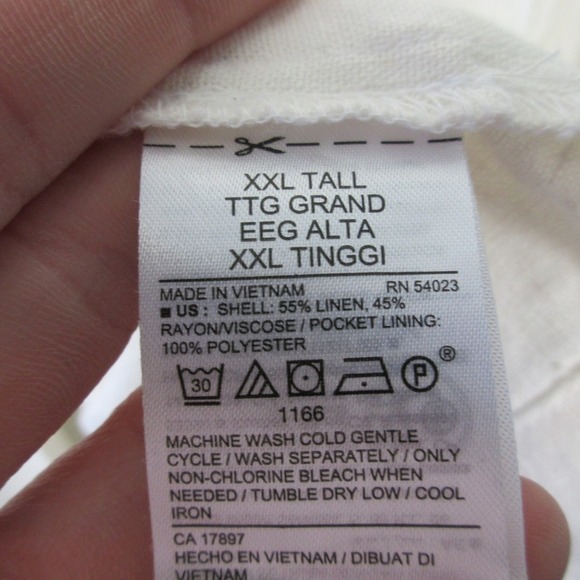 XXL TALL
TTG GRAND
EEG ALTA
XXL TINGGI
MADE IN VIETNAM RN 54023
■ US : SHELL: 55% LINEN, 45%
RAYON/VISCOSE / POCKET LINING:
100% POLYESTER
30 P ®
1166
MACHINE WASH COLD GENTLE
CYCLE / WASH SEPARATELY / ONLY
NON-CHLORINE BLEACH WHEN
NEEDED / TUMBLE DRY LOW / COOL
IRON
CA 17897
HECHO EN VIETNAM / DIBUAT DI
VIETNAM